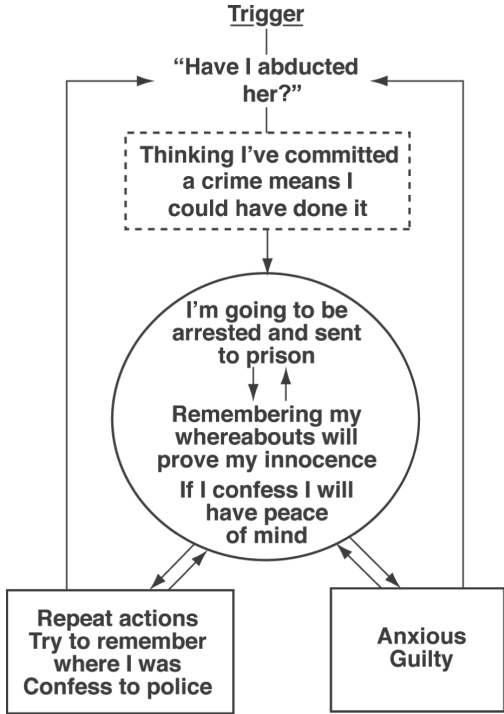 Trigger
“Have I abducted
her?”
Thinking I’ve committed
a crime means I
could have done it
I’m going to be
arrested and sent
to prison
Remembering my
whereabouts will
prove my innocence
If I confess I will
have peace
of mind
Repeat actions
Try to remember
where I was
Confess to police
Anxious
Guilty